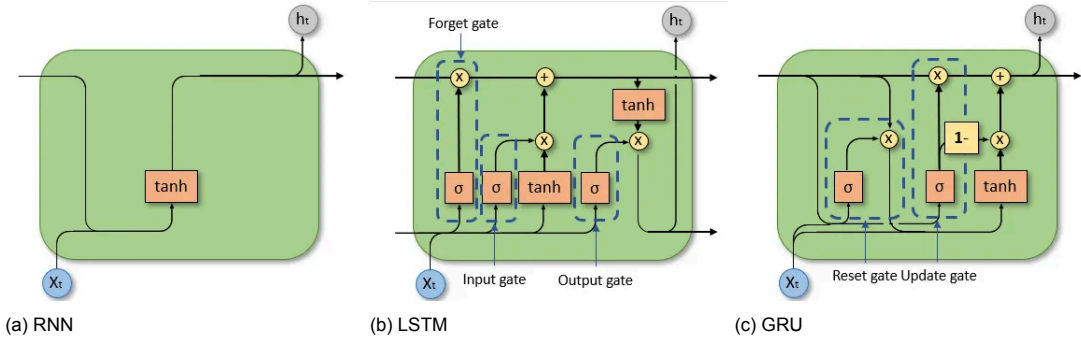 hₜ
tanh
Xₜ
(a) RNN
Forget gate
hₜ
x
+
tanh
x
x
σ
σ
tanh
σ
Input gate
Output gate
Xₜ
(b) LSTM
hₜ
x
+
x
1-
x
σ
σ
tanh
Reset gate Update gate
Xₜ
(c) GRU